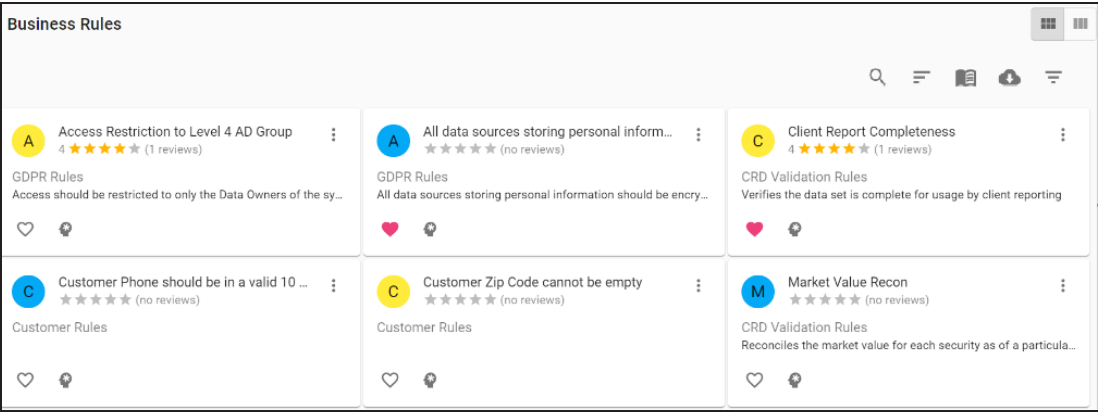 Business Rules
A
Access Restriction to Level 4 AD Group
4 (1 reviews)
GDPR Rules
Access should be restricted to only the Data Owners of the sy...
A
All data sources storing personal inform...
(no reviews)
GDPR Rules
All data sources storing personal information should be encry...
C
Client Report Completeness
4 (1 reviews)
CRD Validation Rules
Verifies the data set is complete for usage by client reporting
C
Customer Phone should be in a valid 10 ...
(no reviews)
Customer Rules
C
Customer Zip Code cannot be empty
(no reviews)
Customer Rules
M
Market Value Recon
(no reviews)
CRD Validation Rules
Reconciles the market value for each security as of a particula...